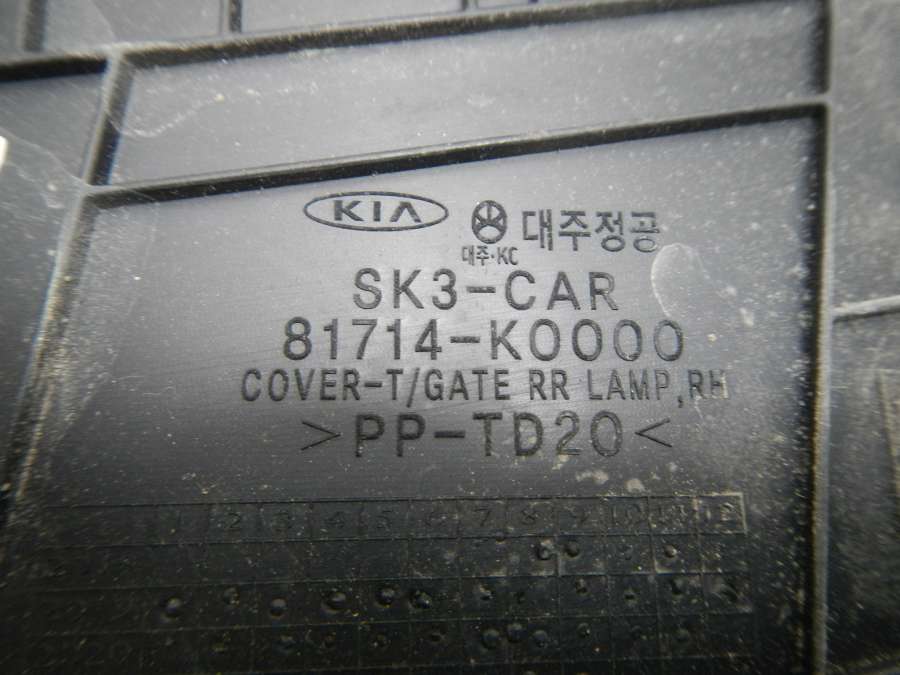 KIA 대주정공
대주·KC
SK3-CAR
81714-K0000
COVER-T/GATE RR LAMP,RH
>PP-TD20<
1 2 3 4 5 6 7 8 9 10 11 12